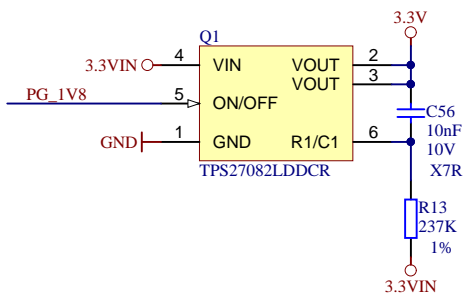 Q1
3.3V
3.3VIN
4
VIN
VOUT
2
VOUT
3
PG_1V8
5
ON/OFF
C56
10nF
10V
X7R
GND
1
GND
R1/C1
6
TPS27082LDDCR
R13
237K
1%
3.3VIN